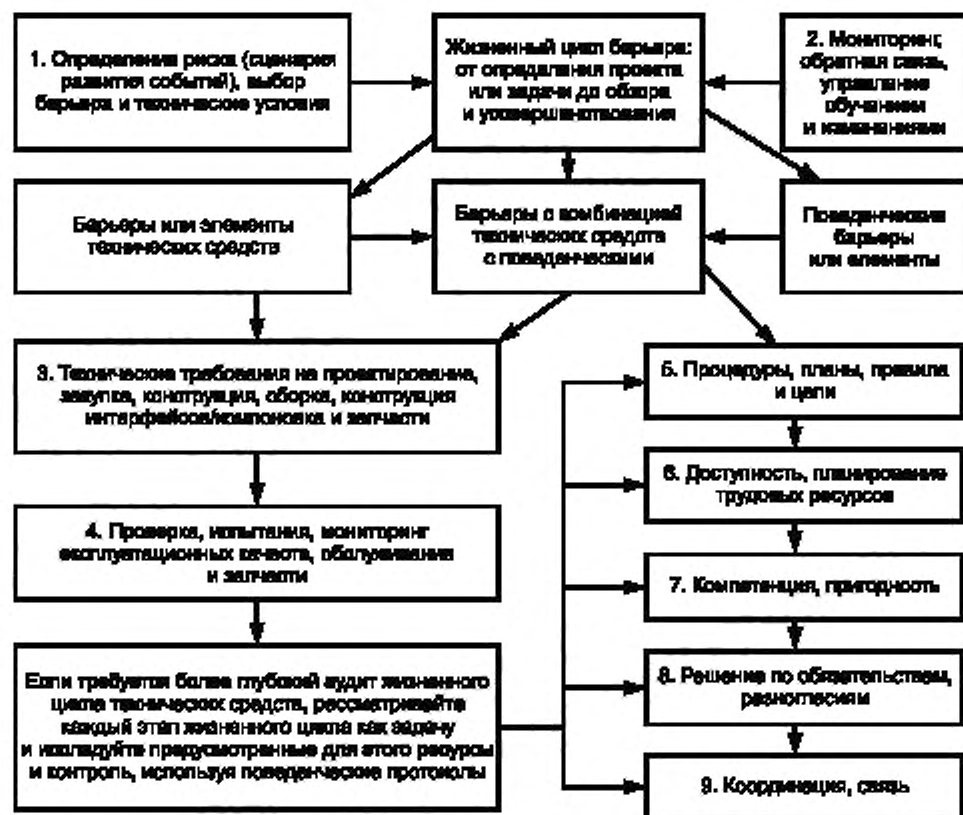 1. Определение риска (сценария
развития событий), выбор
барьера и технические условия
Жизненный цикл барьера:
от определения проекта
или задачи до обзора
и усовершенствования
2. Мониторинг,
обратная связь,
управление
обучением
и изменениями
Барьеры или элементы
технических средств
Барьеры с комбинацией
технических средств
с поведенческими
Поведенческие
барьеры
или элементы
3. Технические требования на проектирование,
закупка, конструкция, сборка, конструкция
интерфейсов/компоновка и запчасти
4. Проверка, испытания, мониторинг
эксплуатационных качеств, обслуживание
и запчасти
Если требуется более глубокий аудит жизненного
цикла технических средств, рассматривайте
каждый этап жизненного цикла как задачу
и исследуйте предусмотренные для этого ресурсы
и контроль, используя поведенческие протоколы
5. Процедуры, планы, правила
и цели
6. Доступность, планирование
трудовых ресурсов
7. Компетенция, пригодность
8. Решение по обязательствам,
разногласиям
9. Координация, связь